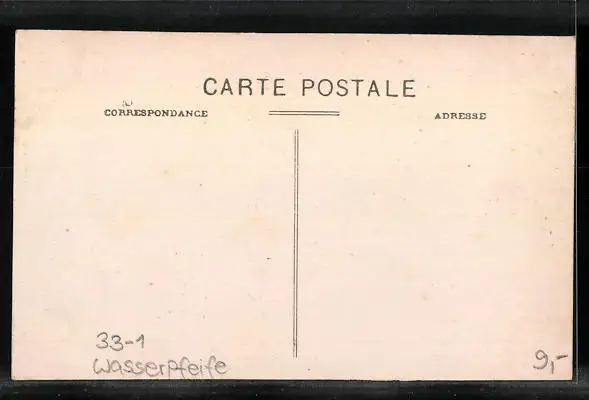 CARTE POSTALE
CORRESPONDANCE
ADRESSE
33-1
Wasserpfeife
9,-